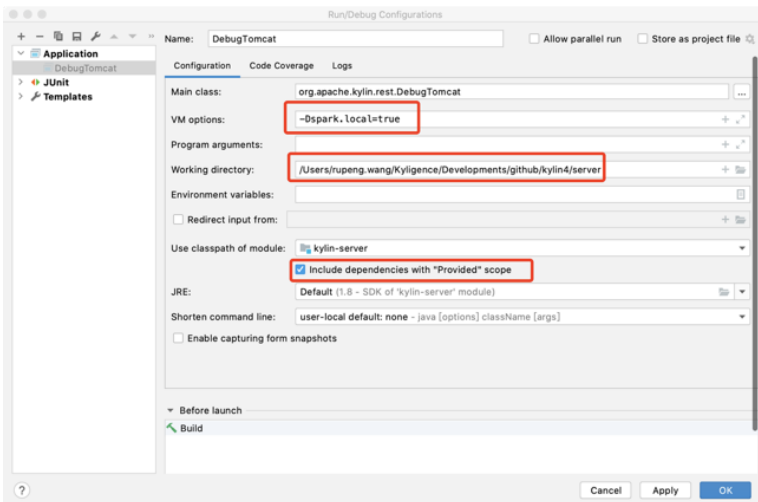 Run/Debug Configurations
Name: DebugTomcat
Allow parallel run
Store as project file
Application
DebugTomcat
JUnit
Templates
Configuration Code Coverage Logs
Main class: org.apache.kylin.rest.DebugTomcat ...
VM options: -Dspark.local=true
Program arguments:
Working directory: /Users/rupeng.wang/Kyligence/Developments/github/kylin4/server
Environment variables:
Redirect input from:
Use classpath of module: kylin-server
Include dependencies with "Provided" scope
JRE: Default (1.8 - SDK of 'kylin-server' module)
Shorten command line: user-local default: none - java [options] className [args]
Enable capturing form snapshots
Before launch
Build
? Cancel Apply OK